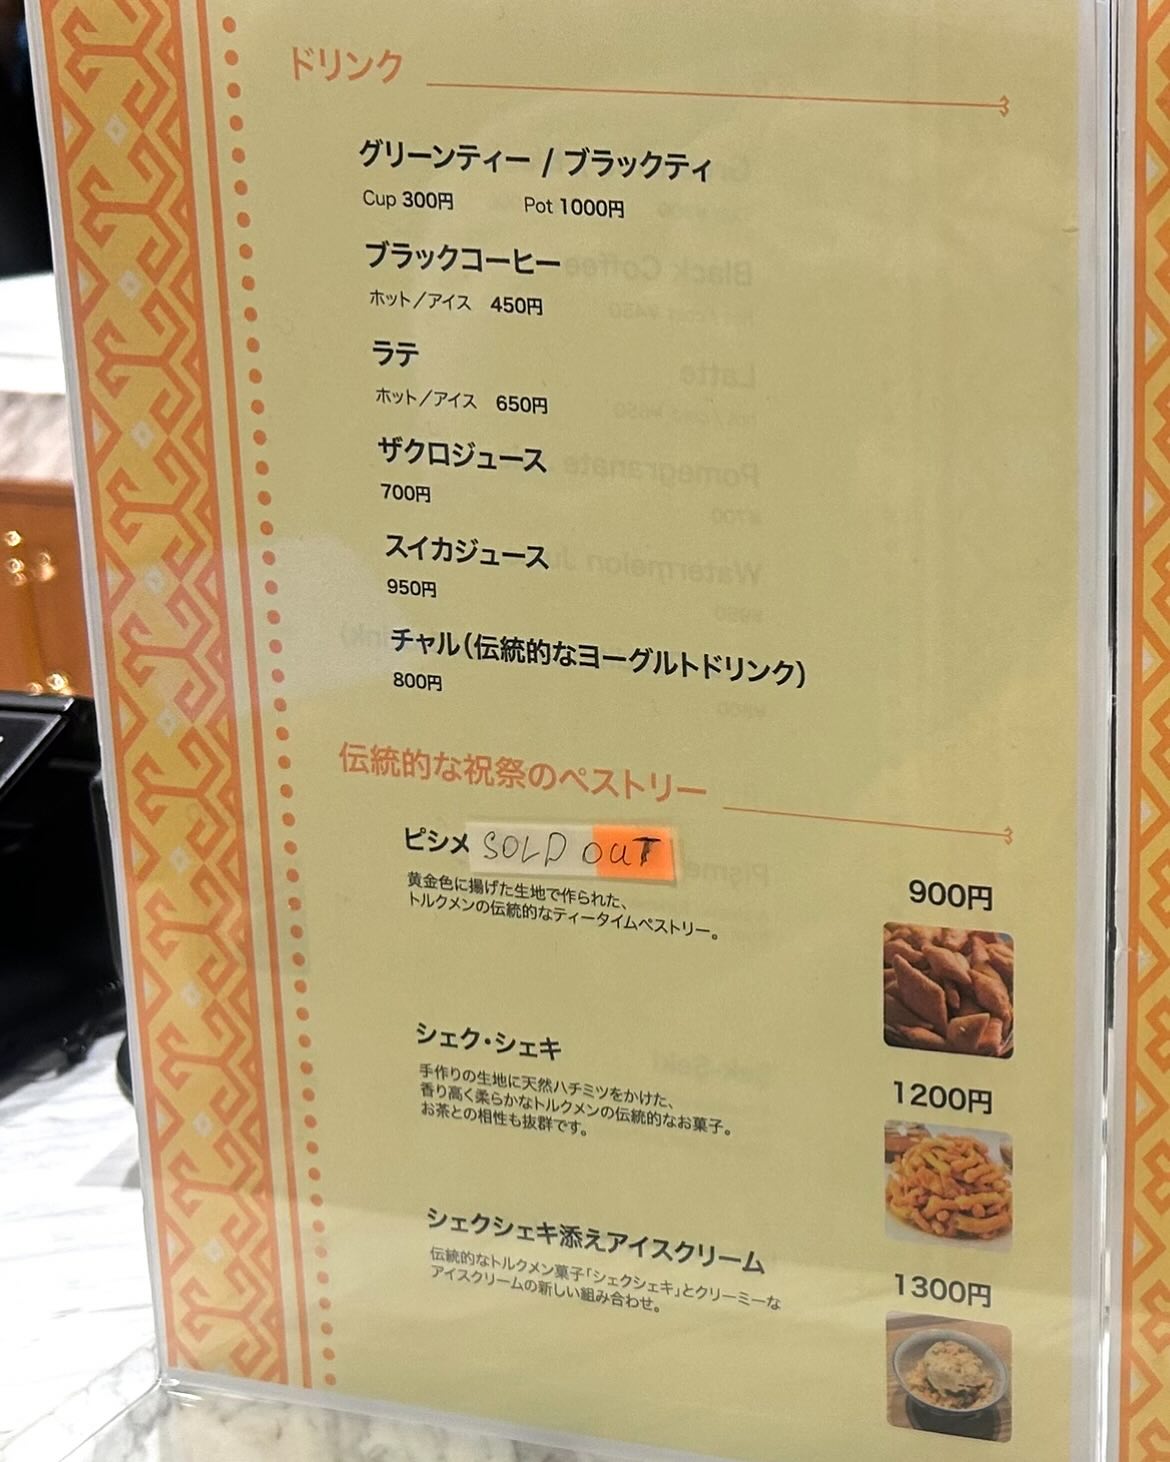 ドリンク
グリーンティー / ブラックティ
Cup 300円 Pot 1000円
ブラックコーヒー
ホット／アイス 450円
ラテ
ホット／アイス 650円
ザクロジュース
700円
スイカジュース
950円
チャル（伝統的なヨーグルトドリンク）
800円
伝統的な祝祭のペストリー
ピシメ SOLD OUT
900円
黄金色に揚げた生地で作られた、
トルクメンの伝統的なティータイムペストリー。
シェク・シェキ
1200円
手作りの生地に天然ハチミツをかけた、
香り高く柔らかなトルクメンの伝統的なお菓子。
お茶との相性も抜群です。
シェクシェキ添えアイスクリーム
1300円
伝統的なトルクメン菓子「シェクシェキ」とクリーミーな
アイスクリームの新しい組み合わせ。